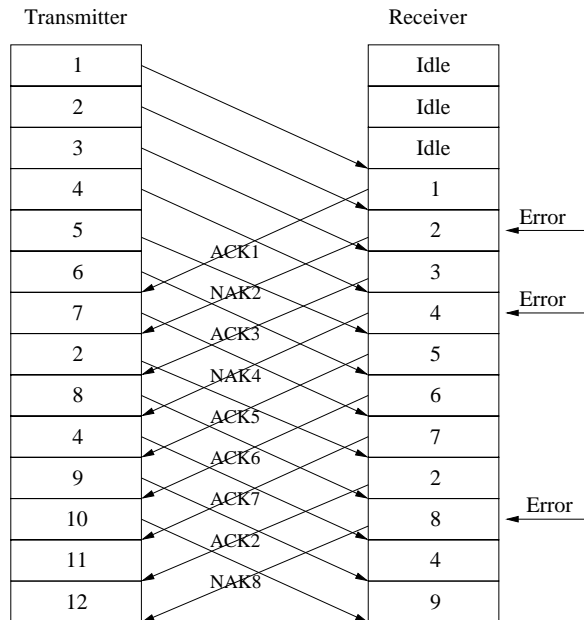 Transmitter Receiver
1 Idle
2 Idle
3 Idle
4 1
5 2 Error
ACK1
6 3
NAK2
7 4 Error
ACK3
2 5
NAK4
8 6
ACK5
4 7
ACK6
9 2
ACK7
10 8 Error
ACK2
11 4
NAK8
12 9